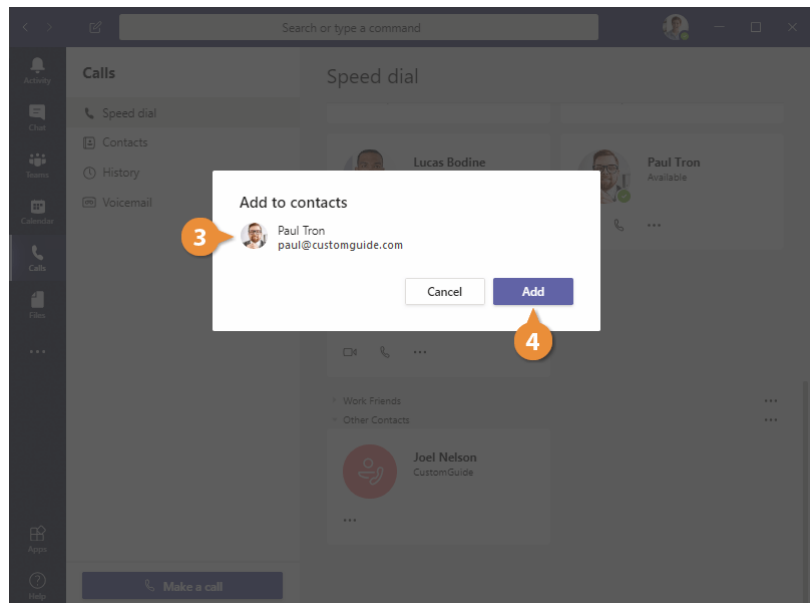 Search or type a command
Activity
Chat
Teams
Calendar
Calls
Files
Apps
Help
Calls
Speed dial
Contacts
History
Voicemail
Make a call
Speed dial
Lucas Bodine
Paul Tron
Available
Add to contacts
3
Paul Tron
paul@customguide.com
Cancel
Add
4
Work Friends
Other Contacts
Joel Nelson
CustomGuide